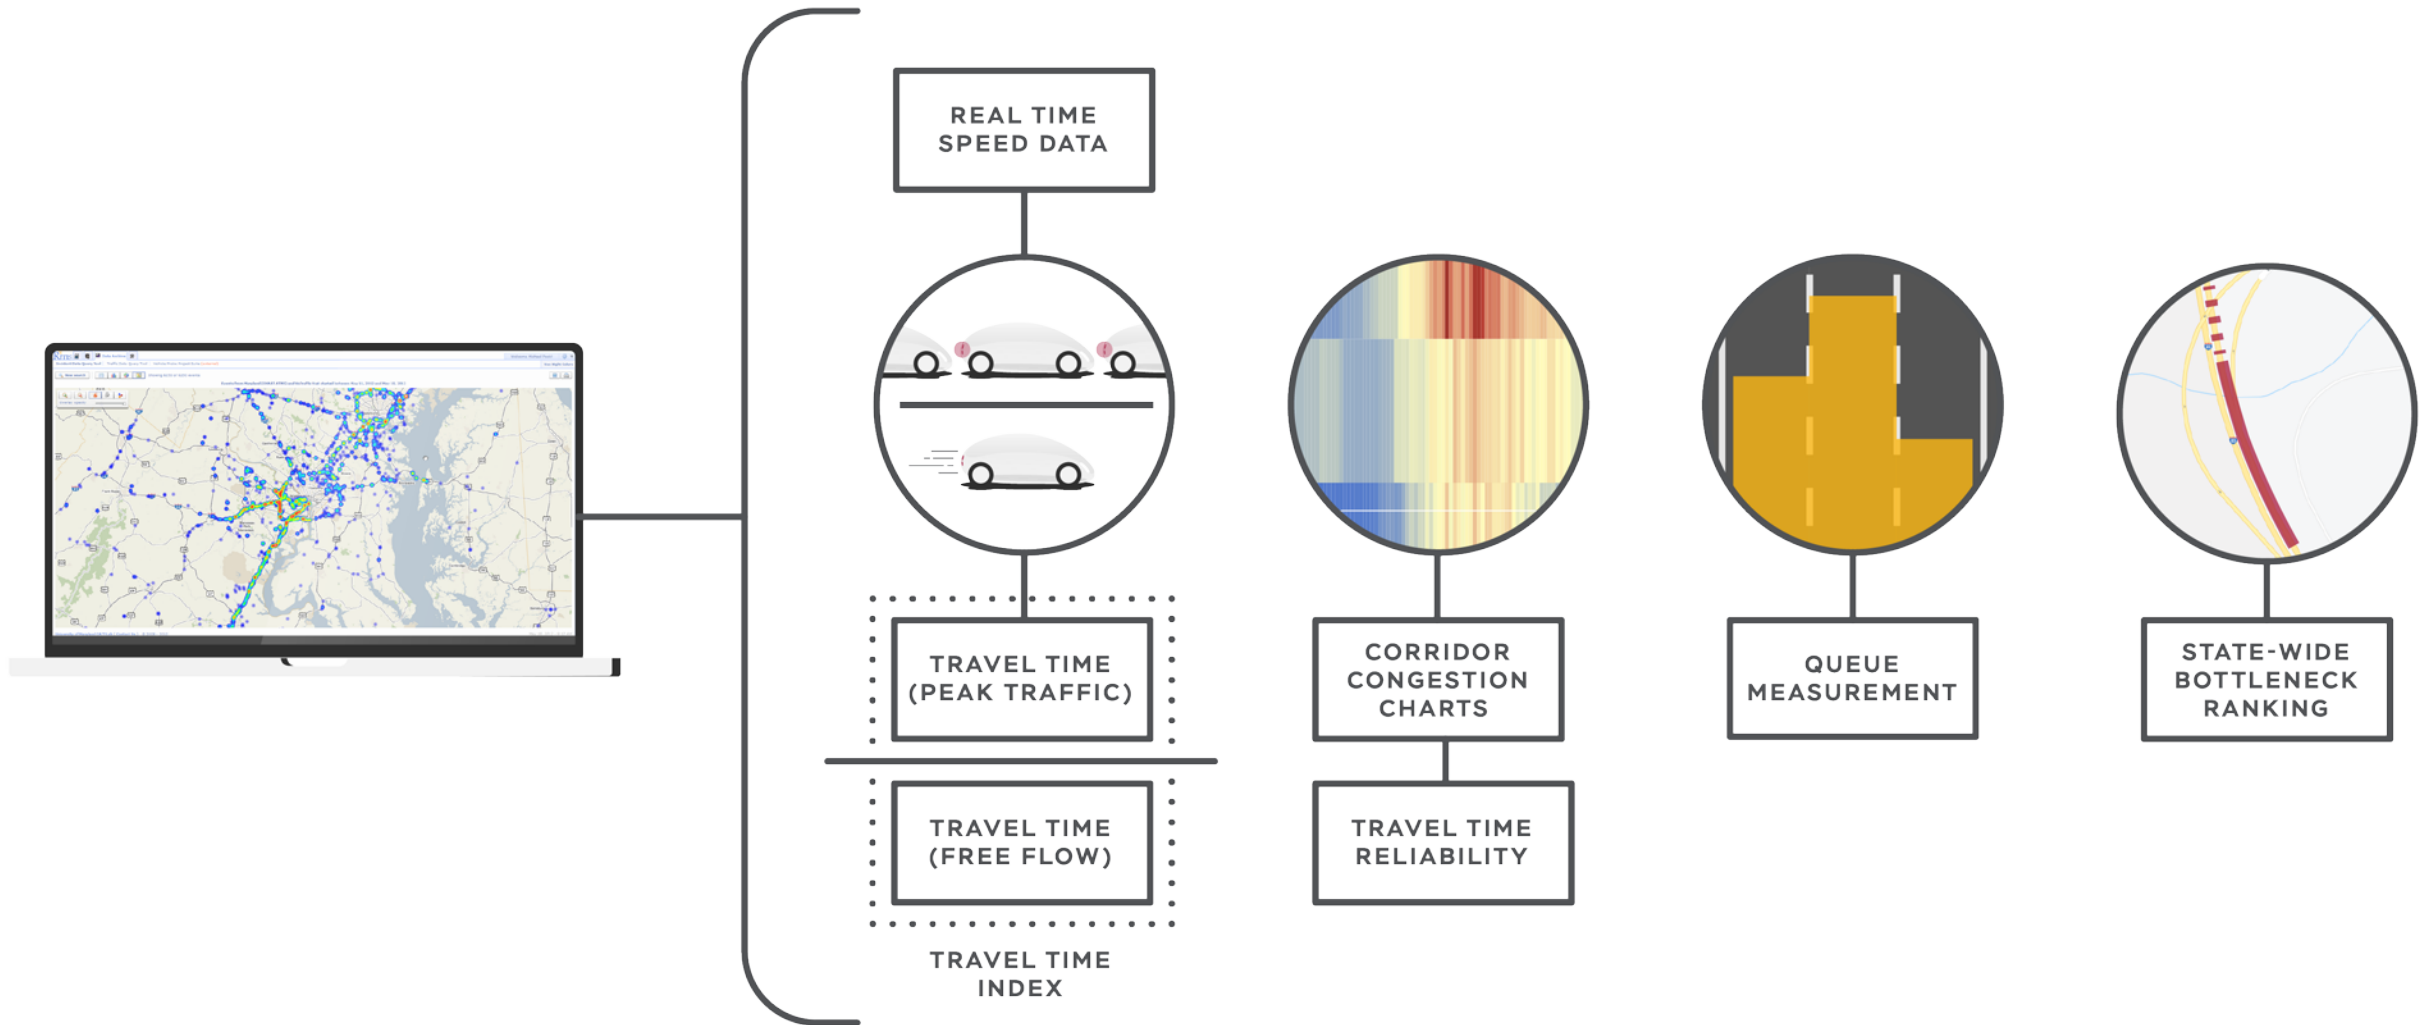 REAL TIME
SPEED DATA
TRAVEL TIME
(PEAK TRAFFIC)
TRAVEL TIME
(FREE FLOW)
TRAVEL TIME
INDEX
CORRIDOR
CONGESTION
CHARTS
TRAVEL TIME
RELIABILITY
QUEUE
MEASUREMENT
STATE-WIDE
BOTTLENECK
RANKING